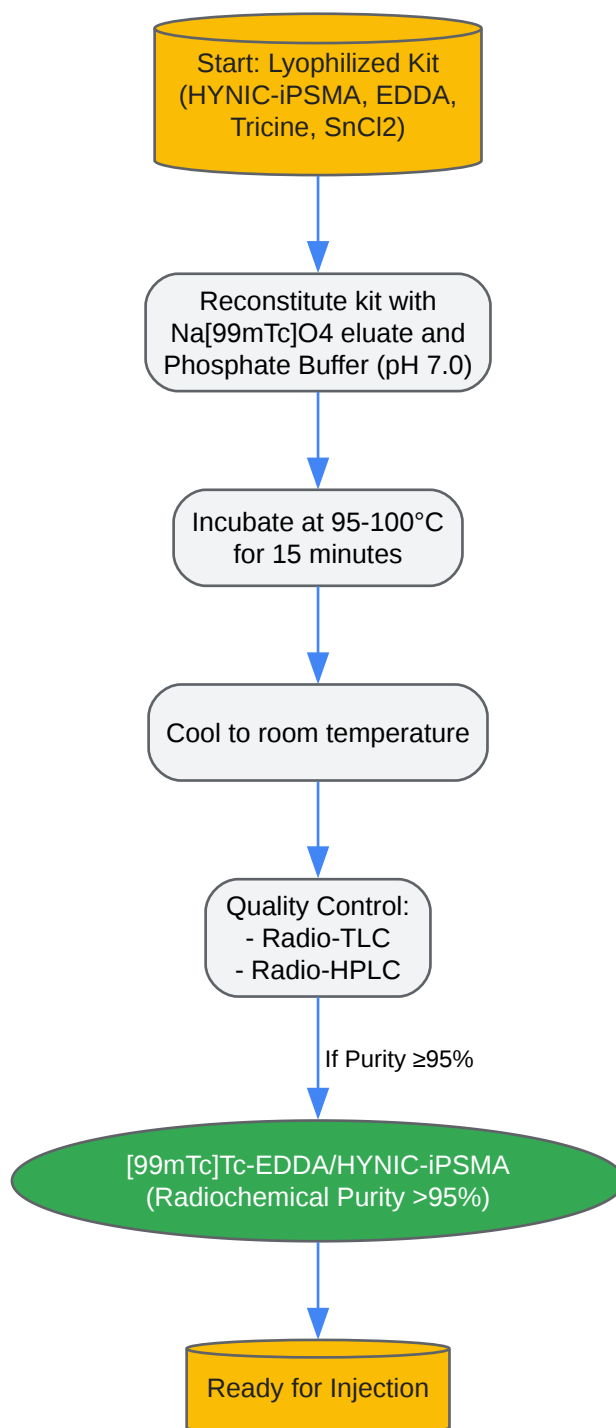 Start: Lyophilized Kit
(HYNIC-iPSMA, EDDA,
Tricine, SnCl2)
Reconstitute kit with
Na[99mTc]O4 eluate and
Phosphate Buffer (pH 7.0)
Incubate at 95-100°C
for 15 minutes
Cool to room temperature
Quality Control:
- Radio-TLC
- Radio-HPLC
If Purity ≥95%
[99mTc]Tc-EDDA/HYNIC-iPSMA
(Radiochemical Purity >95%)
Ready for Injection